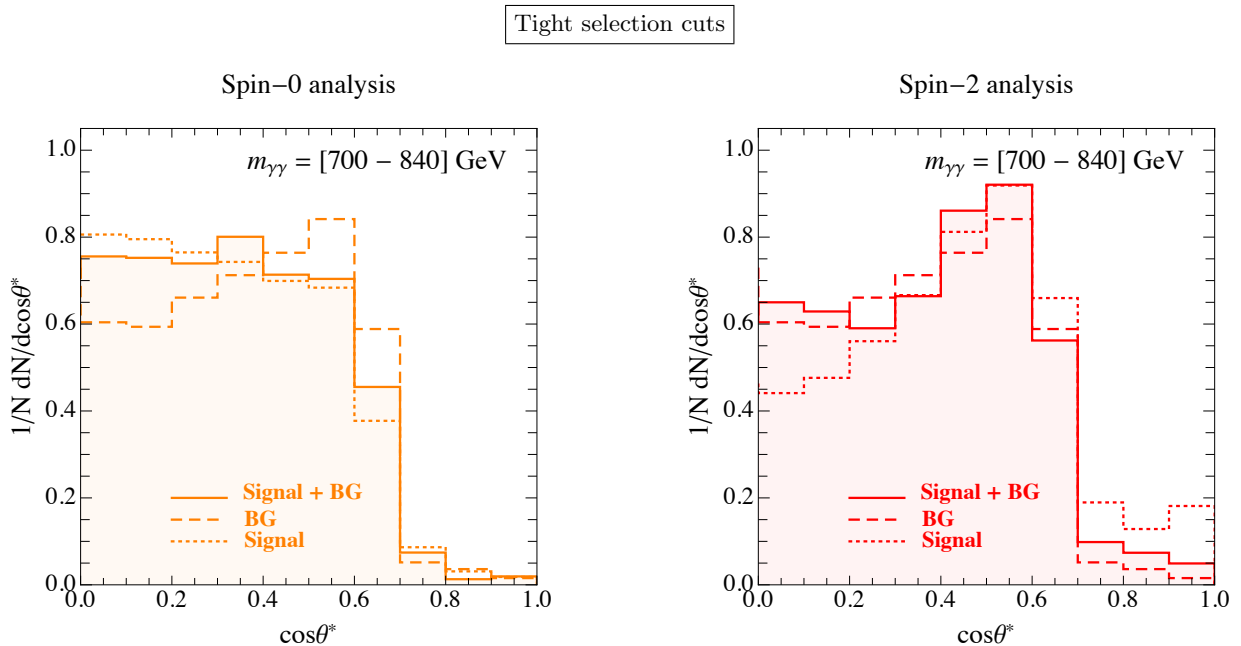 Tight selection cuts
Spin−0 analysis
mγγ = [700 − 840] GeV
1/N dN/dcosθ*
1.0
0.8
0.6
0.4
0.2
0.0
Signal + BG
BG
Signal
0.0 0.2 0.4 0.6 0.8 1.0
cosθ*
Spin−2 analysis
mγγ = [700 − 840] GeV
1/N dN/dcosθ*
1.0
0.8
0.6
0.4
0.2
0.0
Signal + BG
BG
Signal
0.0 0.2 0.4 0.6 0.8 1.0
cosθ*